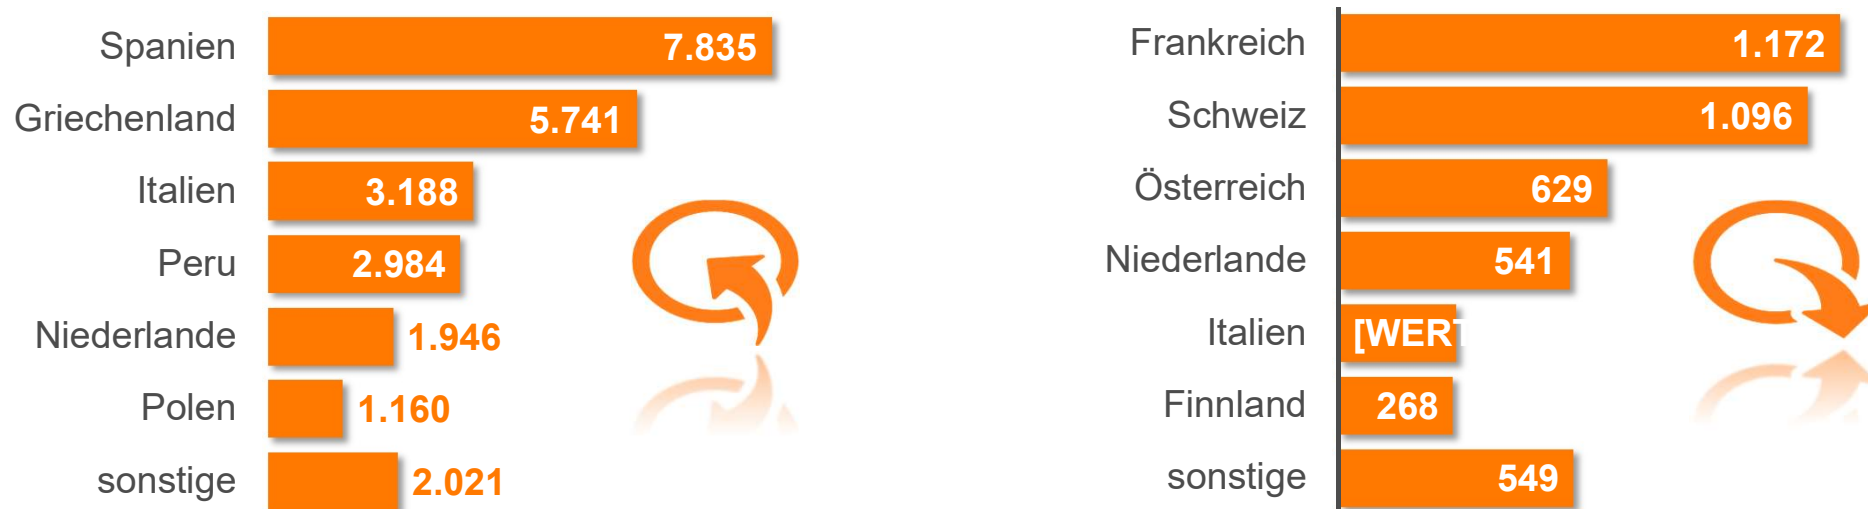 Spanien 7.835
Griechenland 5.741
Italien 3.188
Peru 2.984
Niederlande 1.946
Polen 1.160
sonstige 2.021
Frankreich 1.172
Schweiz 1.096
Österreich 629
Niederlande 541
Italien [WERT
Finnland 268
sonstige 549